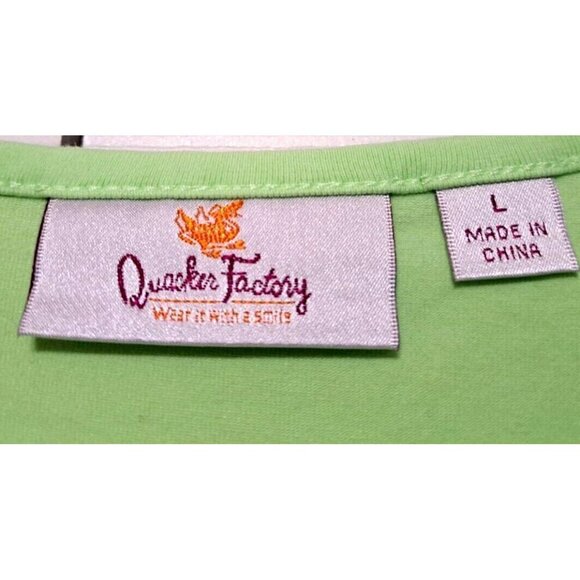 Quacker Factory
Wear it with a smile
L
MADE IN
CHINA